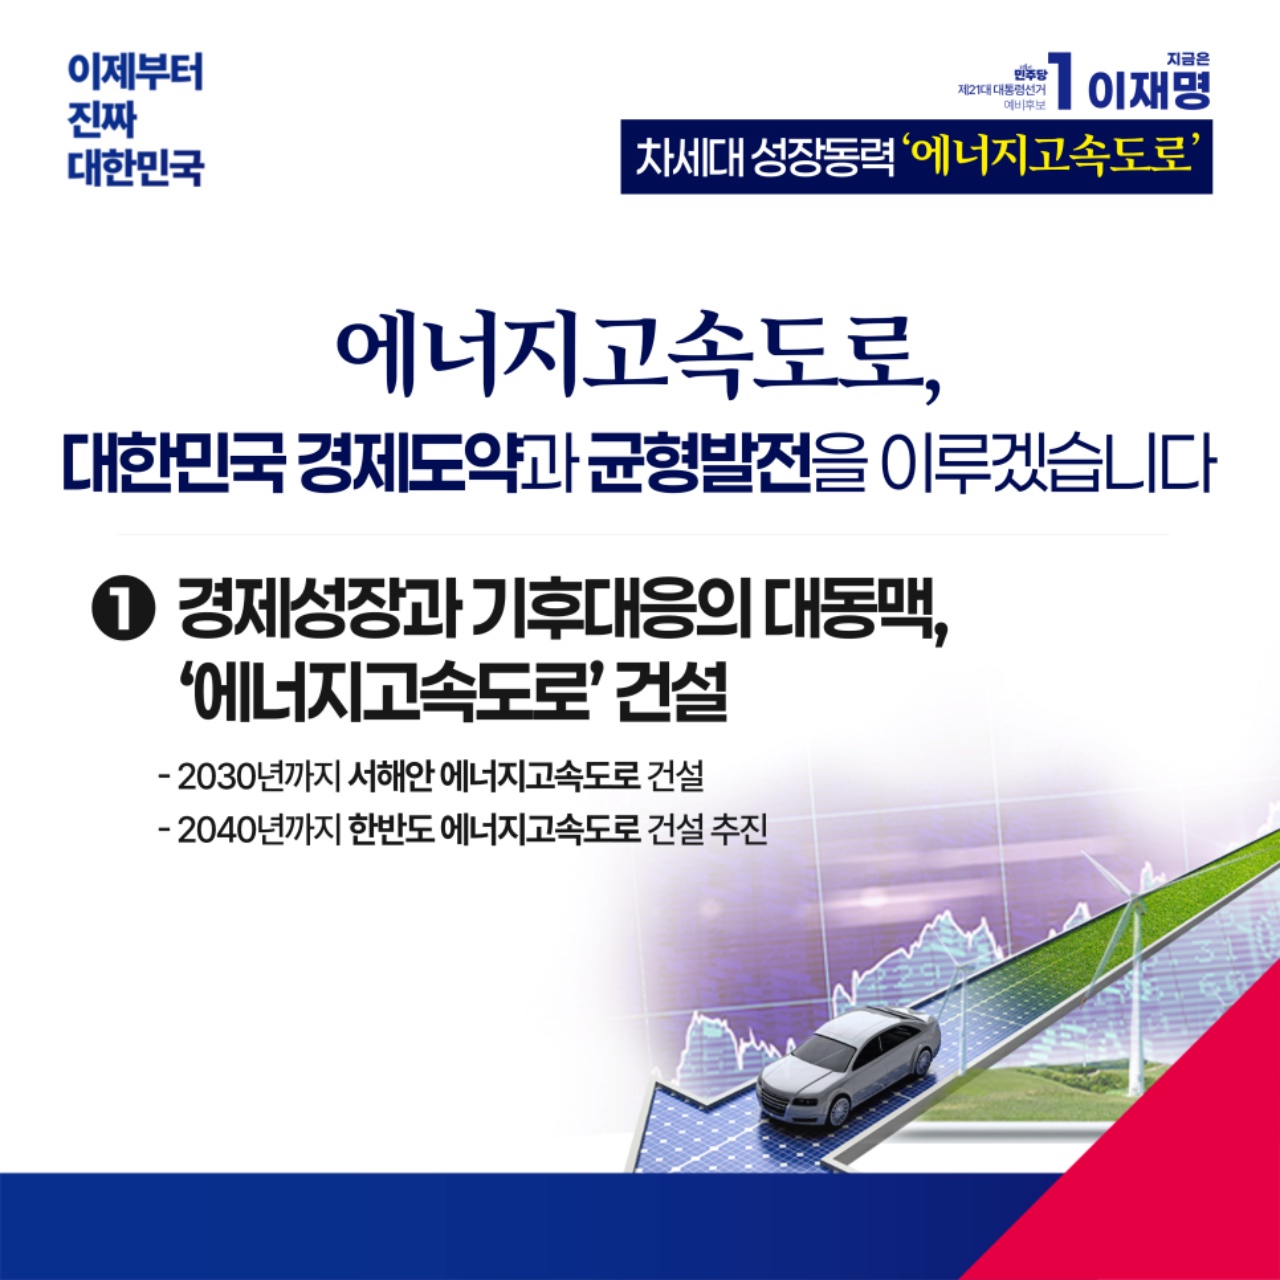 이제부터
진짜
대한민국
민주당
제21대 대통령선거
예비후보
1
지금은
이재명
차세대 성장동력 ‘에너지고속도로’
에너지고속도로,
대한민국 경제도약과 균형발전을 이루겠습니다
❶ 경제성장과 기후대응의 대동맥,
‘에너지고속도로’ 건설
- 2030년까지 서해안 에너지고속도로 건설
- 2040년까지 한반도 에너지고속도로 건설 추진